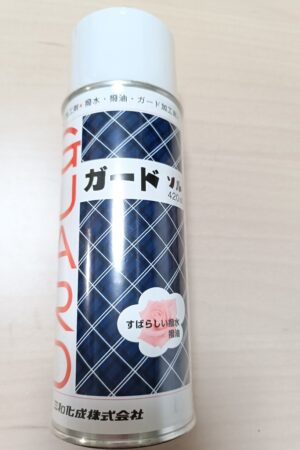 撥水・撥油・ガード加工
GUARD
ガード ソル
420
すばらしい撥水
撥油
三和化成株式会社